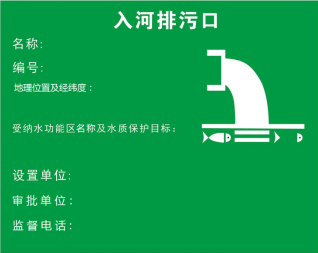 入河排污口
名称:
编号:
地理位置及经纬度:
受纳水功能区名称及水质保护目标:
设置单位:
审批单位:
监督电话: